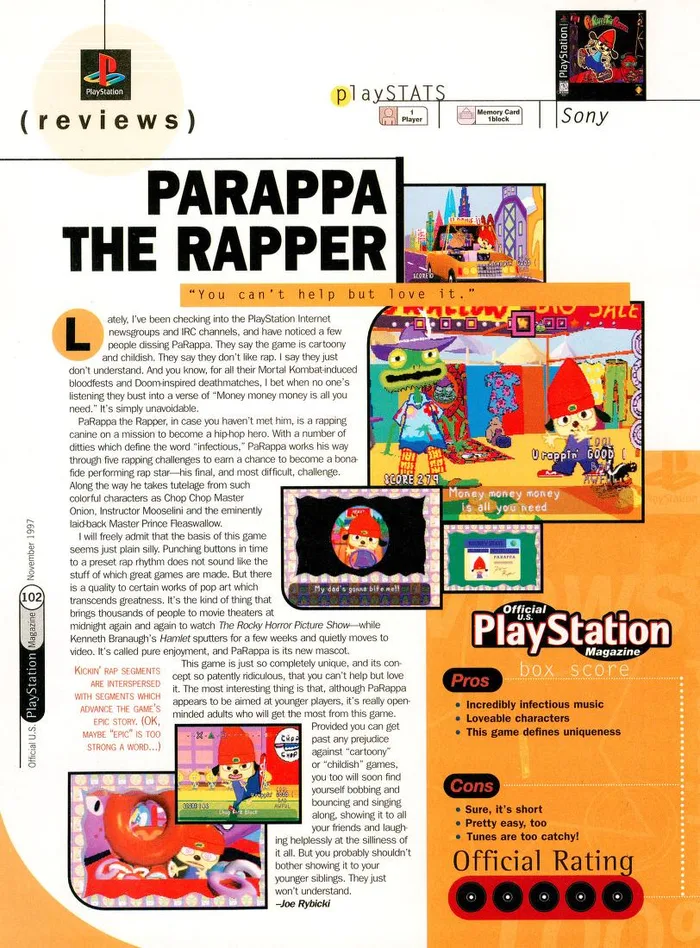 PlayStation
(reviews)
playSTATS
1
Player
Memory Card
1block
PlayStation
Sony
PARAPPA
THE RAPPER
"You can't help but love it."
Lately, I've been checking into the PlayStation Internet
newsgroups and IRC channels, and have noticed a few
people dissing PaRappa. They say the game is cartoony
and childish. They say they don't like rap. I say they just
don't understand. And you know, for all their Mortal Kombat-induced
bloodfests and Doom-inspired deathmatches, I bet when no one's
listening they bust into a verse of "Money money money is all you
need." It's simply unavoidable.
PaRappa the Rapper, in case you haven't met him, is a rapping
canine on a mission to become a hip-hop hero. With a number of
ditties which define the word "infectious," PaRappa works his way
through five rapping challenges to earn a chance to become a bona-
fide performing rap star—his final, and most difficult, challenge.
Along the way he takes tutelage from such
colorful characters as Chop Chop Master
Onion, Instructor Mooselini and the eminently
laid-back Master Prince Fleaswallow.
I will freely admit that the basis of this game
seems just plain silly. Punching buttons in time
to a preset rap rhythm does not sound like the
stuff of which great games are made. But there
is a quality to certain works of pop art which
transcends greatness. It's the kind of thing that
brings thousands of people to movie theaters at
midnight again and again to watch The Rocky Horror Picture Show—while
Kenneth Branaugh's Hamlet sputters for a few weeks and quietly moves to
video. It's called pure enjoyment, and PaRappa is its new mascot.
This game is just so completely unique, and its con-
cept so patently ridiculous, that you can't help but love
it. The most interesting thing is that, although PaRappa
appears to be aimed at younger players, it's really open-
minded adults who will get the most from this game.
Provided you can get
past any prejudice
against "cartoony"
or "childish" games,
you too will soon find
yourself bobbing and
bouncing and singing
along, showing it to all
your friends and laugh-
ing helplessly at the silliness of
it all. But you probably shouldn't
bother showing it to your
younger siblings. They just
won't understand.
–Joe Rybicki
KICKIN' RAP SEGMENTS
ARE INTERSPERSED
WITH SEGMENTS WHICH
ADVANCE THE GAME'S
EPIC STORY. (OK,
MAYBE "EPIC" IS TOO
STRONG A WORD...)
SALE
U rappin' GOOD
AWFUL
SCORE 279
Money money money
is all you need
My dad's gonna bite me!!
Official
U.S.
PlayStation
Magazine
box score
Pros
• Incredibly infectious music
• Loveable characters
• This game defines uniqueness
Cons
• Sure, it's short
• Pretty easy, too
• Tunes are too catchy!
Official Rating
Official U.S. PlayStation Magazine 102 November 1997